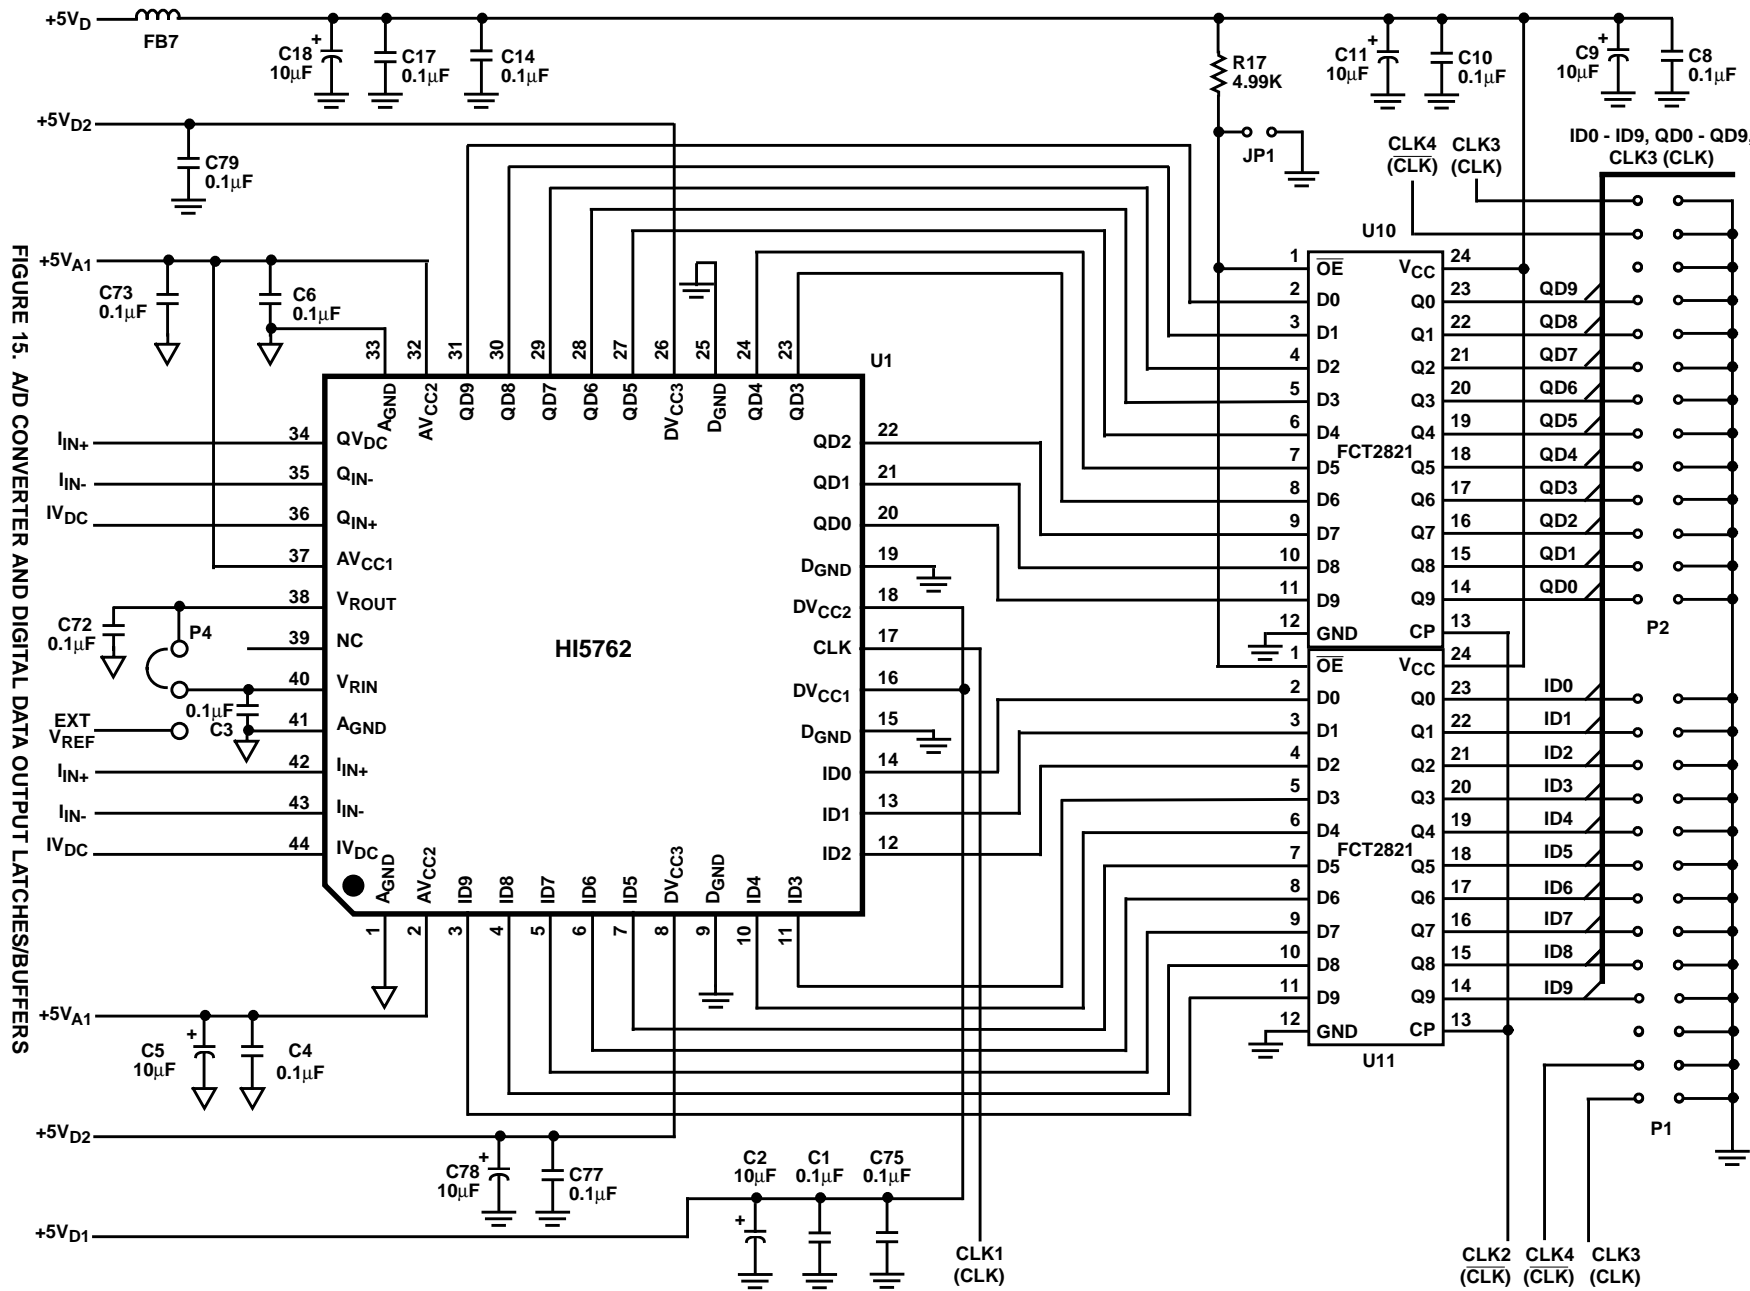 +5VD
FB7
C18
10µF
+
C17
0.1µF
C14
0.1µF
R17
4.99K
C11
10µF
+
C10
0.1µF
C9
10µF
+
C8
0.1µF
+5VD2
C79
0.1µF
JP1
CLK4
(CLK)
CLK3
(CLK)
ID0 - ID9, QD0 - QD9,
CLK3 (CLK)
+5VA1
C73
0.1µF
C6
0.1µF
33
32
31
30
29
28
27
26
25
24
23
U1
AGND
AVCC2
QD9
QD8
QD7
QD6
QD5
DVCC3
DGND
QD4
QD3
IIN+
34
QVDC
IIN-
35
QIN-
IVDC
36
QIN+
37
AVCC1
38
VROUT
39
NC
40
VRIN
41
AGND
42
IIN+
IIN+
43
IIN-
IIN-
44
IVDC
IVDC
C72
0.1µF
P4
0.1µF
C3
EXT
VREF
HI5762
QD2
22
QD1
21
QD0
20
DGND
19
DVCC2
18
CLK
17
DVCC1
16
DGND
15
ID0
14
ID1
13
ID2
12
AGND
AVCC2
ID9
ID8
ID7
ID6
ID5
DVCC3
DGND
ID4
ID3
1
2
3
4
5
6
7
8
9
10
11
U10
1
OE
VCC
24
2
D0
Q0
23
QD9
3
D1
Q1
22
QD8
4
D2
Q2
21
QD7
5
D3
Q3
20
QD6
6
D4
Q4
19
QD5
FCT2821
7
D5
Q5
18
QD4
8
D6
Q6
17
QD3
9
D7
Q7
16
QD2
10
D8
Q8
15
QD1
11
D9
Q9
14
QD0
12
GND
CP
13
P2
1
OE
VCC
24
2
D0
Q0
23
ID0
3
D1
Q1
22
ID1
4
D2
Q2
21
ID2
5
D3
Q3
20
ID3
6
D4
Q4
19
ID4
FCT2821
7
D5
Q5
18
ID5
8
D6
Q6
17
ID6
9
D7
Q7
16
ID7
10
D8
Q8
15
ID8
11
D9
Q9
14
ID9
12
GND
CP
13
U11
P1
+5VA1
C5
10µF
+
C4
0.1µF
+5VD2
C78
10µF
+
C77
0.1µF
C2
10µF
+
C1
0.1µF
C75
0.1µF
+5VD1
CLK1
(CLK)
CLK2
(CLK)
CLK4
(CLK)
CLK3
(CLK)
FIGURE 15. A/D CONVERTER AND DIGITAL DATA OUTPUT LATCHES/BUFFERS